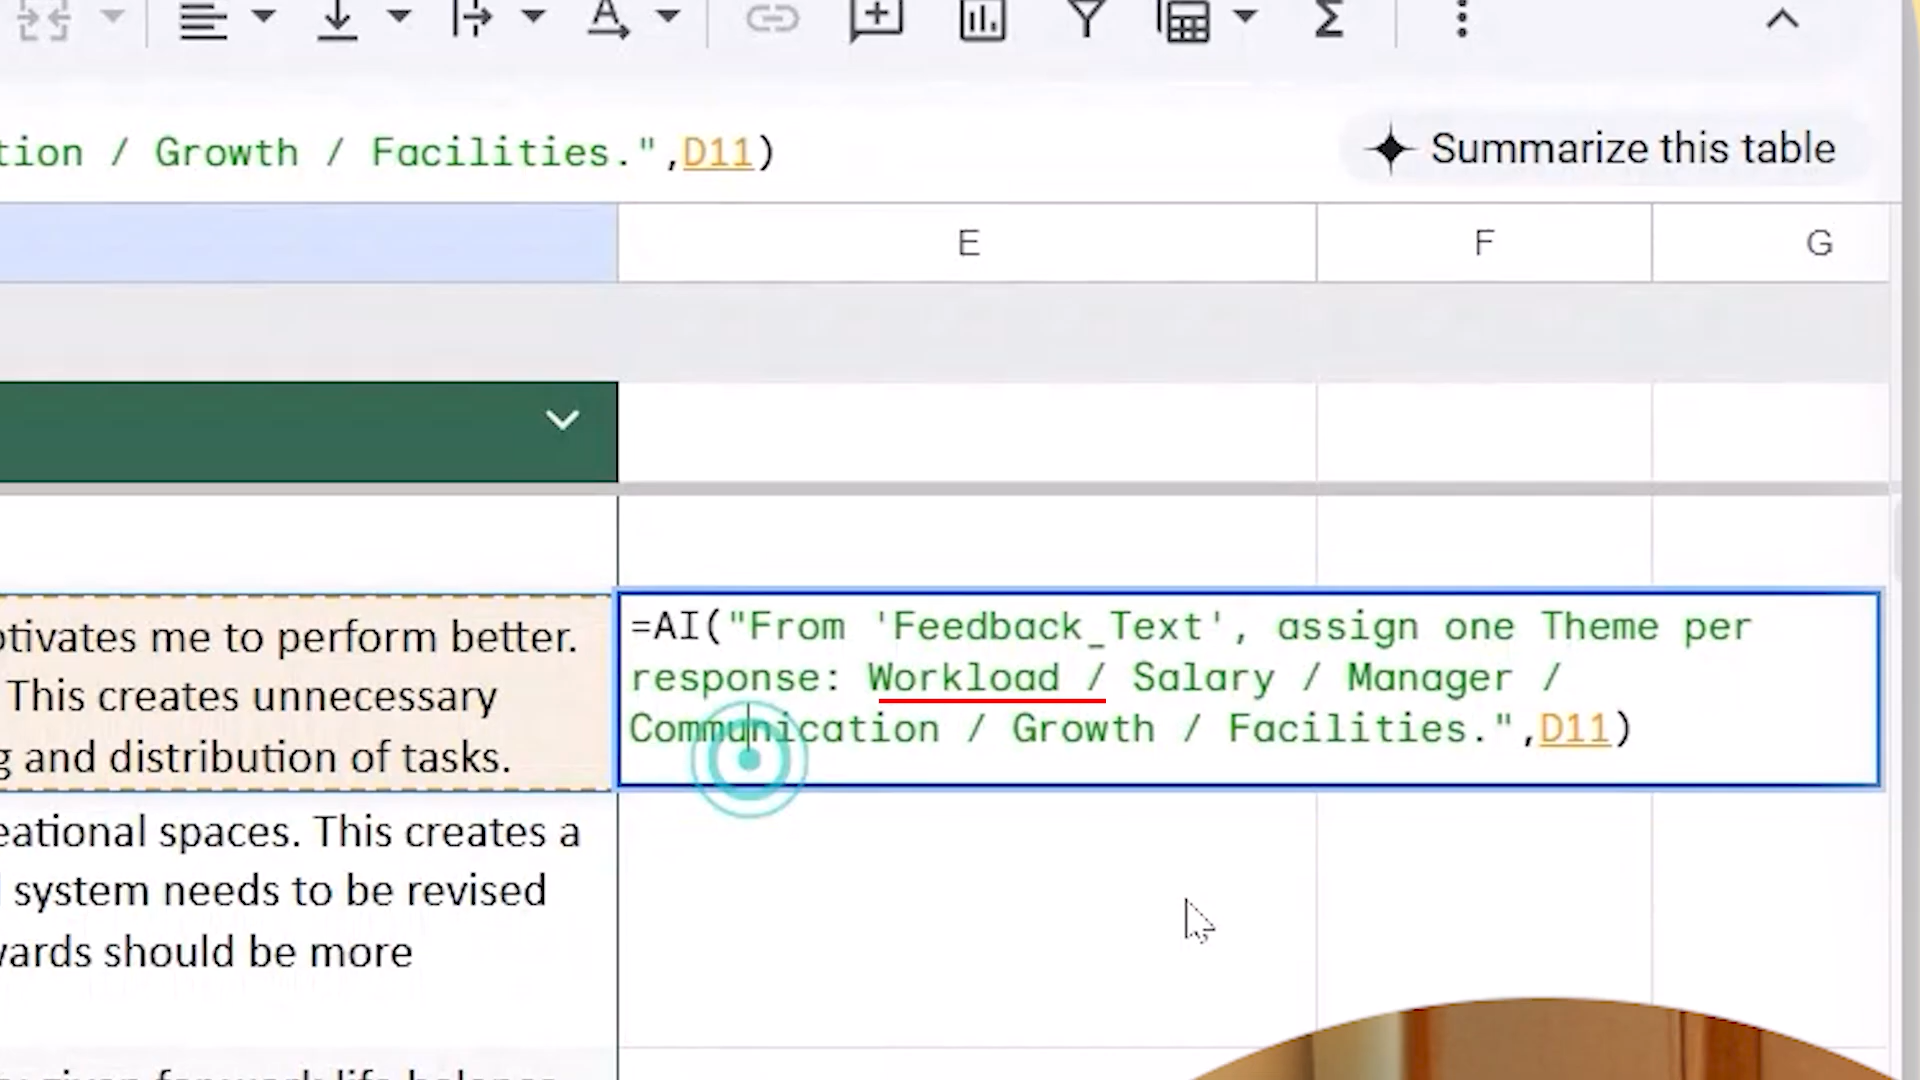 tion / Growth / Facilities.",D11)
Summarize this table
E
F
G
otivates me to perform better.
This creates unnecessary
g and distribution of tasks.
=AI("From 'Feedback_Text', assign one Theme per
response: Workload / Salary / Manager /
Communication / Growth / Facilities.",D11)
eational spaces. This creates a
system needs to be revised
wards should be more